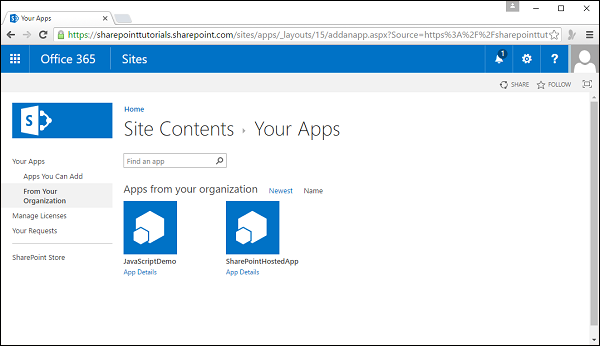 Your Apps
https://sharepointtutorials.sharepoint.com/sites/apps/_layouts/15/addanapp.aspx?Source=https%3A%2F%2Fsharepointtut
Office 365 Sites 1 ?
SHARE FOLLOW
S
Home
Site Contents Your Apps
Find an app
Your Apps
Apps You Can Add
From Your
Organization
Manage Licenses
Your Requests
SharePoint Store
Apps from your organization Newest Name
JavaScriptDemo SharePointHostedApp
App Details App Details